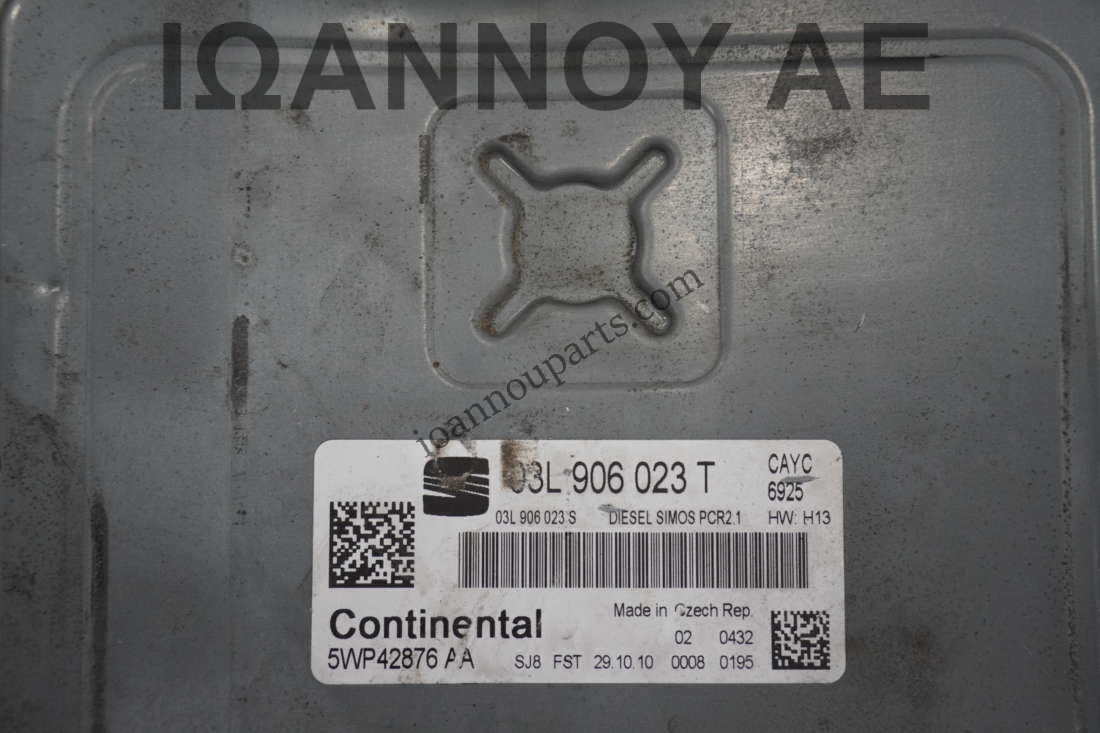 ΙΩΑΝΝΟΥ ΑΕ
ioannouparts.com
03L 906 023 T
CAYC
6925
03L 906 023 S DIESEL SIMOS PCR2.1 HW: H13
Continental
Made in Czech Rep.
02 0432
5WP42876 AA
SJ8 FST 29.10.10 0008 0195